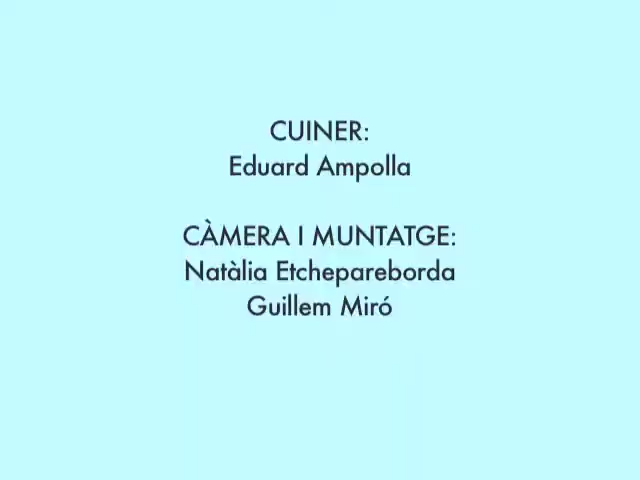 CUINER:
Eduard Ampolla
CÀMERA I MUNTATGE:
Natàlia Etchepareborda
Guillem Miró